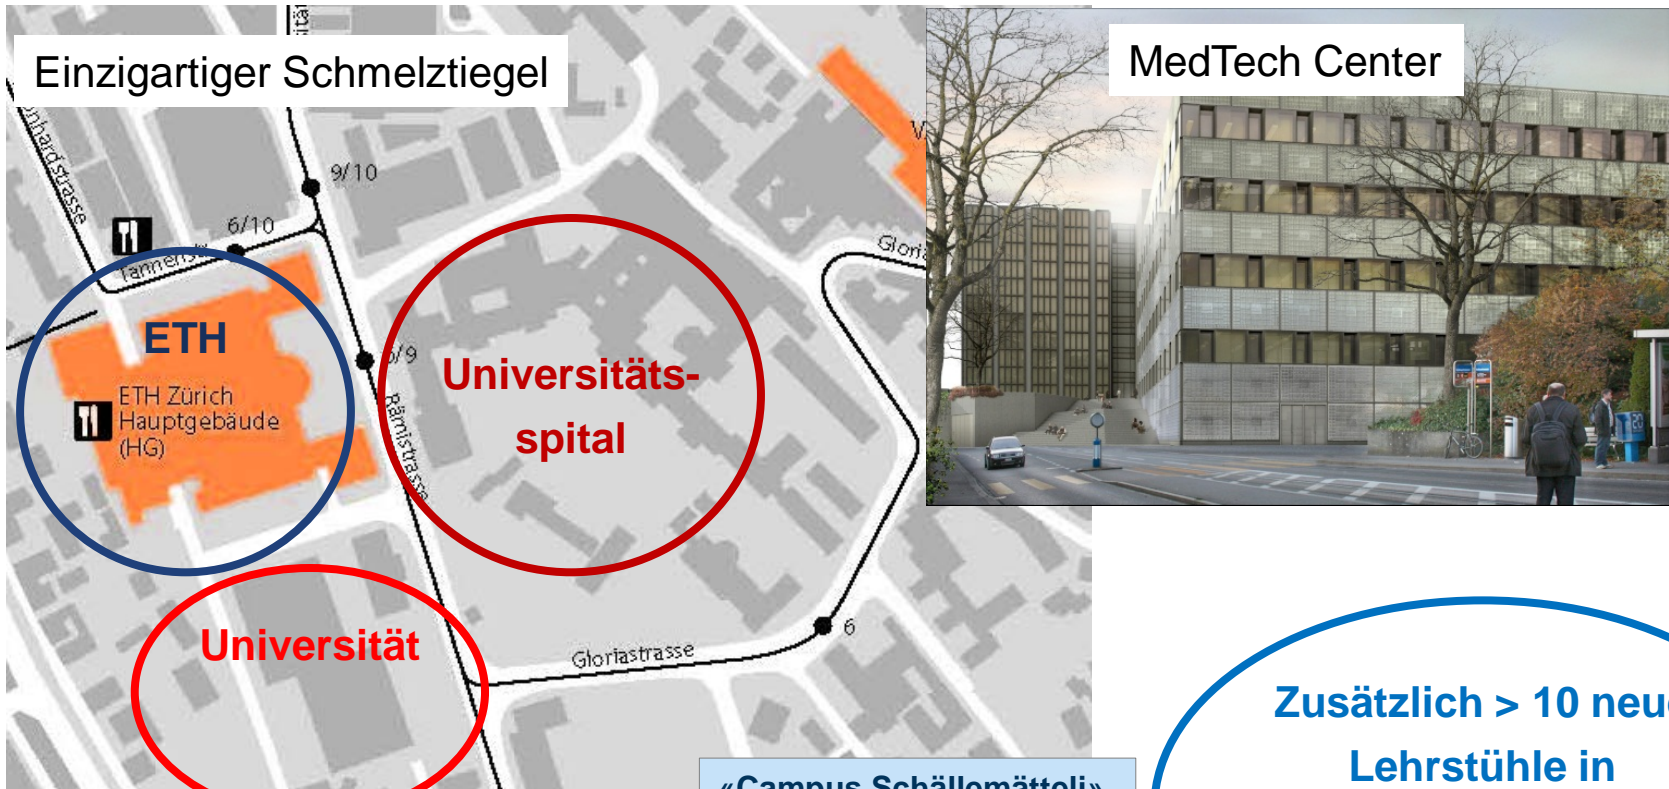 Einzigartiger Schmelztiegel
MedTech Center
9/10
6/10
ETH
ETH Zürich
Hauptgebäude
(HG)
Rämistrasse
Universitäts-
spital
Universität
Gloriastrasse
6
«Campus Schällemätteli»
Zusätzlich > 10 neue
Lehrstühle in